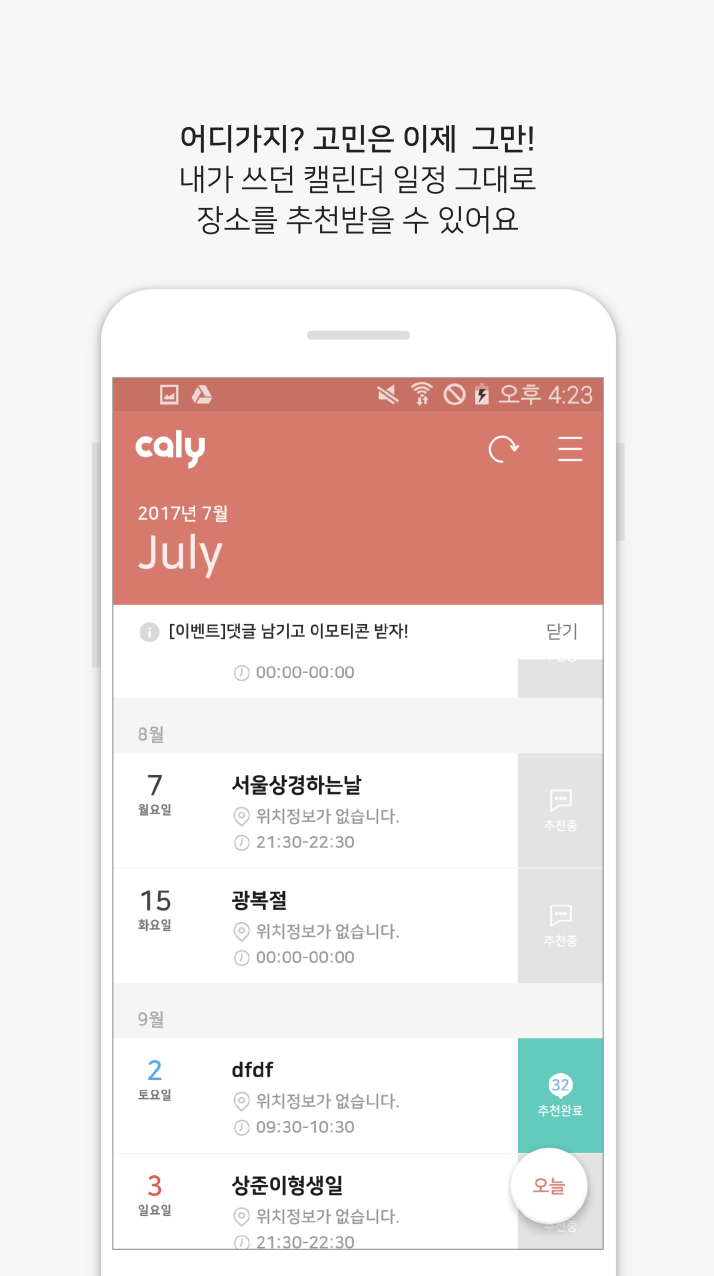 어디가지? 고민은 이제 그만!
내가 쓰던 캘린더 일정 그대로
장소를 추천받을 수 있어요
오후 4:23
caly
2017년 7월
July
[이벤트]댓글 남기고 이모티콘 받자! 닫기
00:00-00:00
8월
7
월요일
서울상경하는날
위치정보가 없습니다.
21:30-22:30
추천중
15
화요일
광복절
위치정보가 없습니다.
00:00-00:00
추천중
9월
2
토요일
dfdf
위치정보가 없습니다.
09:30-10:30
32
추천완료
3
일요일
상준이형생일
위치정보가 없습니다.
21:30-22:30
오늘
추천중